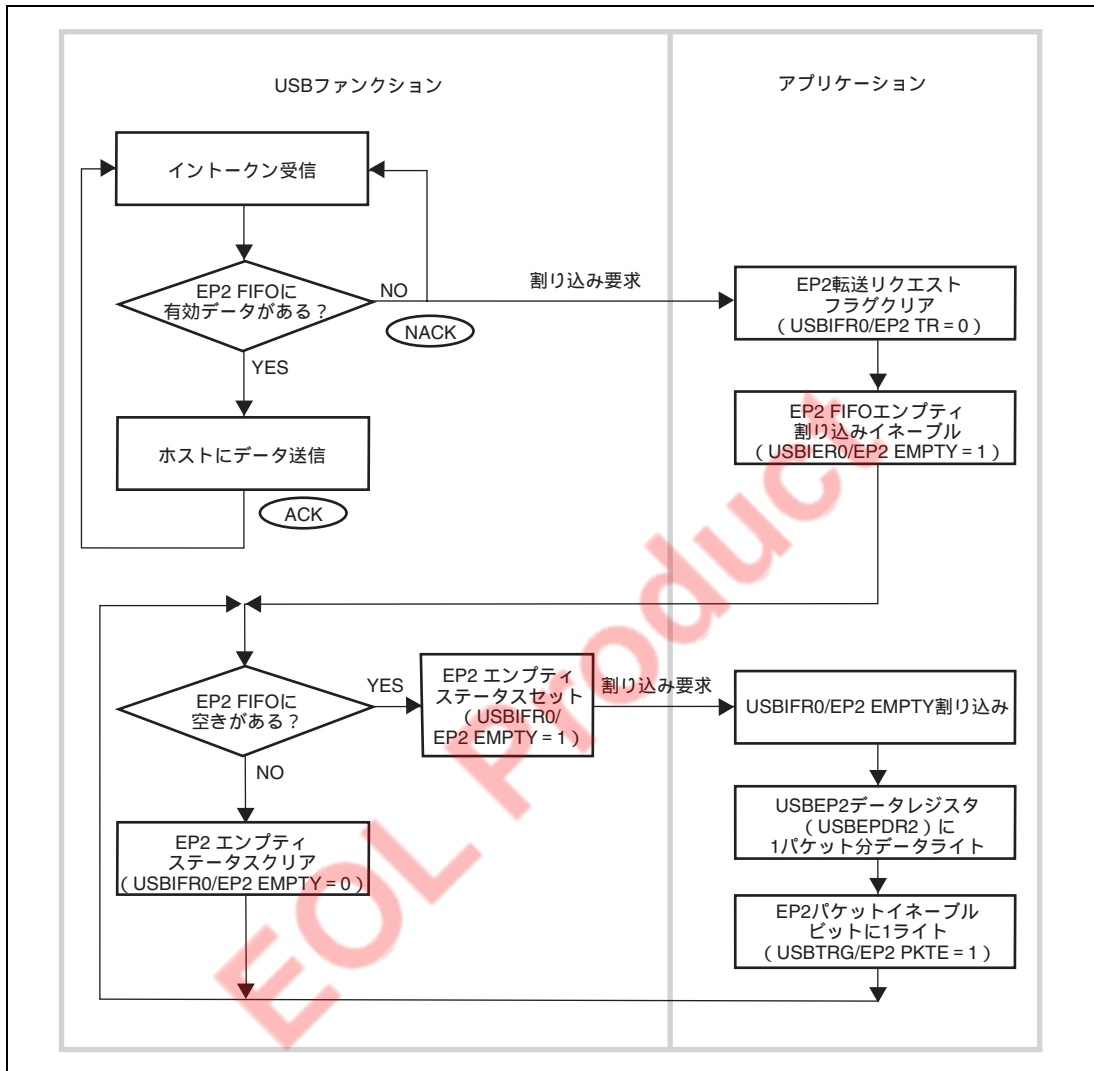 USBファンクション
アプリケーション
イントークン受信
EP2 FIFOに
有効データがある？
NO
NACK
YES
ホストにデータ送信
ACK
割り込み要求
EP2転送リクエスト
フラグクリア
（USBIFR0/EP2 TR = 0）
EP2 FIFOエンプティ
割り込みイネーブル
（USBIER0/EP2 EMPTY = 1）
EP2 FIFOに
空きがある？
YES
EP2 エンプティ
ステータスセット
（USBIFR0/
EP2 EMPTY = 1）
割り込み要求
USBIFR0/EP2 EMPTY割り込み
NO
EP2 エンプティ
ステータスクリア
（USBIFR0/EP2 EMPTY = 0）
USBEP2データレジスタ
（USBEPDR2）に
1パケット分データライト
EP2パケットイネーブル
ビットに1ライト
（USBTRG/EP2 PKTE = 1）
EOL Product